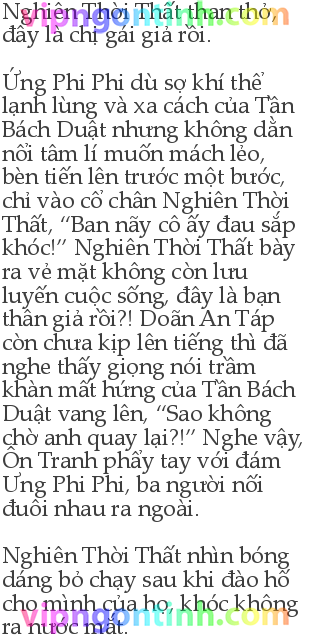 Nghiên Thời Thất than thở,
vipngontinh.com
đây là chị gái giả rồi.
Ứng Phi Phi dù sợ khí thế
lạnh lùng và xa cách của Tần
Bách Duật nhưng không dằn
nổi tâm lí muốn mách lẻo,
bèn tiến lên trước một bước,
chỉ vào cổ chân Nghiên Thời
Thất, “Ban nãy cô ấy đau sắp
khóc!” Nghiên Thời Thất bày
ra vẻ mặt không còn lưu
luyến cuộc sống, đây là bạn
thân giả rồi?! Doãn An Táp
còn chưa kịp lên tiếng thì đã
nghe thấy giọng nói trầm
khàn mất hứng của Tần Bách
Duật vang lên, “Sao không
chờ anh quay lại?!” Nghe vậy,
Ôn Tranh phẩy tay với đám
Ưng Phi Phi, ba người nối
đuôi nhau ra ngoài.
Nghiên Thời Thất nhìn bóng
dáng bỏ chạy sau khi đào hố
cho mình của họ, khóc không
vipngontinh.com
ra nước mắt.